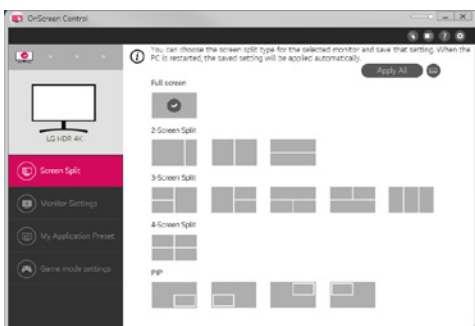 OnScreen Control
You can choose the screen split type for the selected monitor and save that setting. When the
PC is restarted, the saved setting will be applied automatically.
Apply All
Full screen
LG HDR 4K
2-Screen Split
Screen Split
3-Screen Split
Monitor Settings
My Application Preset
4-Screen Split
Game mode settings
PIP